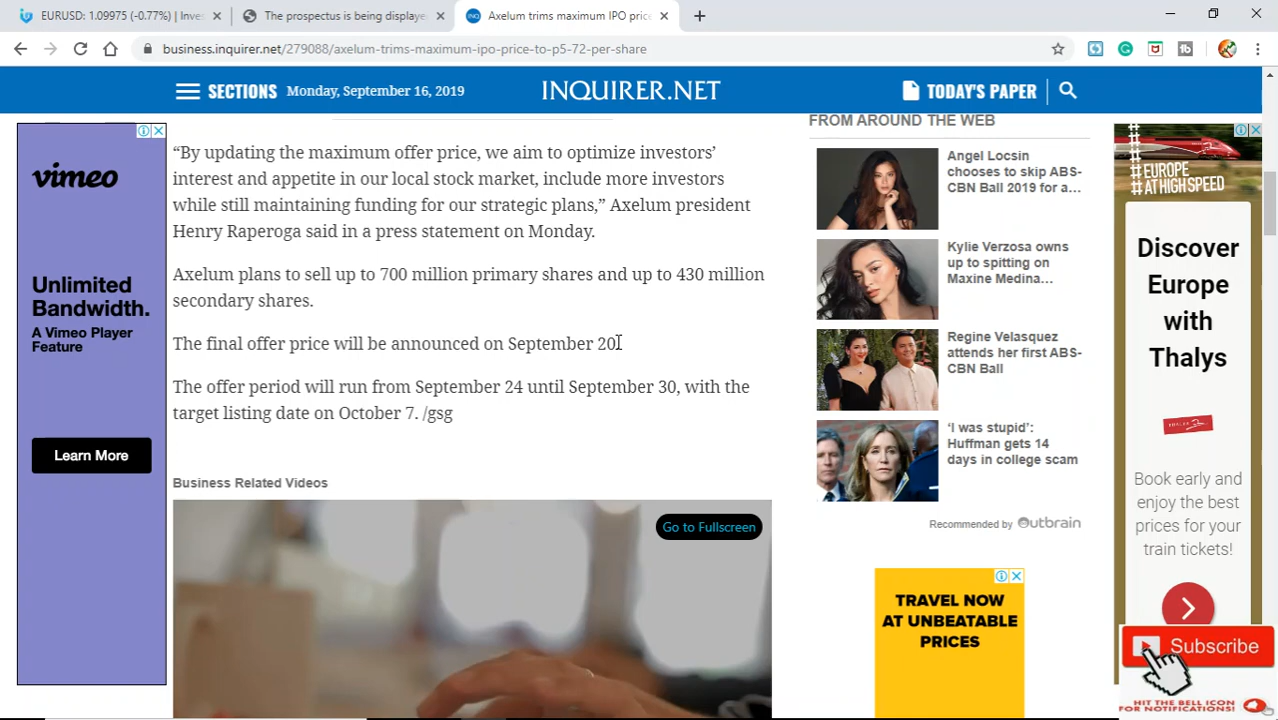 EURUSD: 1.09975 (-0.77%) | Inves
The prospectus is being displaye
Axelum trims maximum IPO price
business.inquirer.net/279088/axelum-trims-maximum-ipo-price-to-p5-72-per-share
SECTIONS
Monday, September 16, 2019
INQUIRER.NET
TODAY'S PAPER
“By updating the maximum offer price, we aim to optimize investors’
interest and appetite in our local stock market, include more investors
while still maintaining funding for our strategic plans,” Axelum president
Henry Raperoga said in a press statement on Monday.
Axelum plans to sell up to 700 million primary shares and up to 430 million
secondary shares.
The final offer price will be announced on September 20.
The offer period will run from September 24 until September 30, with the
target listing date on October 7. /gsg
Business Related Videos
Go to Fullscreen
vimeo
Unlimited
Bandwidth.
A Vimeo Player
Feature
Learn More
FROM AROUND THE WEB
Angel Locsin
chooses to skip ABS-
CBN Ball 2019 for a...
Kylie Verzosa owns
up to spitting on
Maxine Medina...
Regine Velasquez
attends her first ABS-
CBN Ball
‘I was stupid’:
Huffman gets 14
days in college scam
Recommended by Outbrain
TRAVEL NOW
AT UNBEATABLE
PRICES
#EUROPE
#ATHIGHSPEED
Discover
Europe
with
Thalys
Book early and
enjoy the best
prices for your
train tickets!
Subscribe
HIT THE BELL ICON
FOR NOTIFICATIONS!